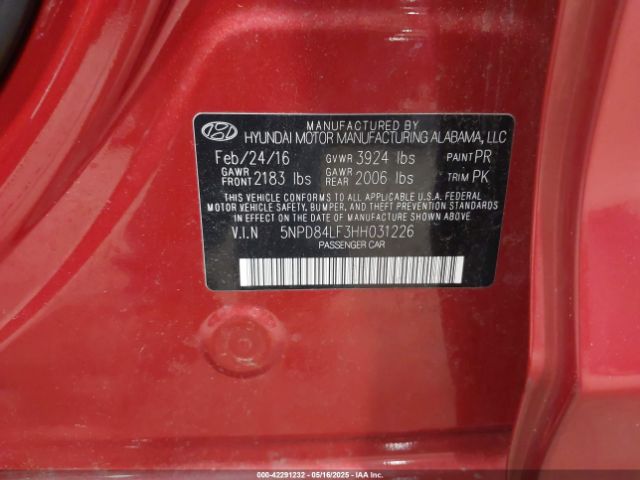 MANUFACTURED BY
HYUNDAI MOTOR MANUFACTURING ALABAMA, LLC
Feb/24/16 GVWR 3924 lbs PAINT PR
GAWR FRONT 2183 lbs GAWR REAR 2006 lbs TRIM PK
THIS VEHICLE CONFORMS TO ALL APPLICABLE U.S.A. FEDERAL
MOTOR VEHICLE SAFETY, BUMPER, AND THEFT PREVENTION STANDARDS
IN EFFECT ON THE DATE OF MANUFACTURE SHOWN ABOVE.
V.I.N 5NPD84LF3HH031226
PASSENGER CAR
000-42291232 - 05/16/2025 - IAA Inc.